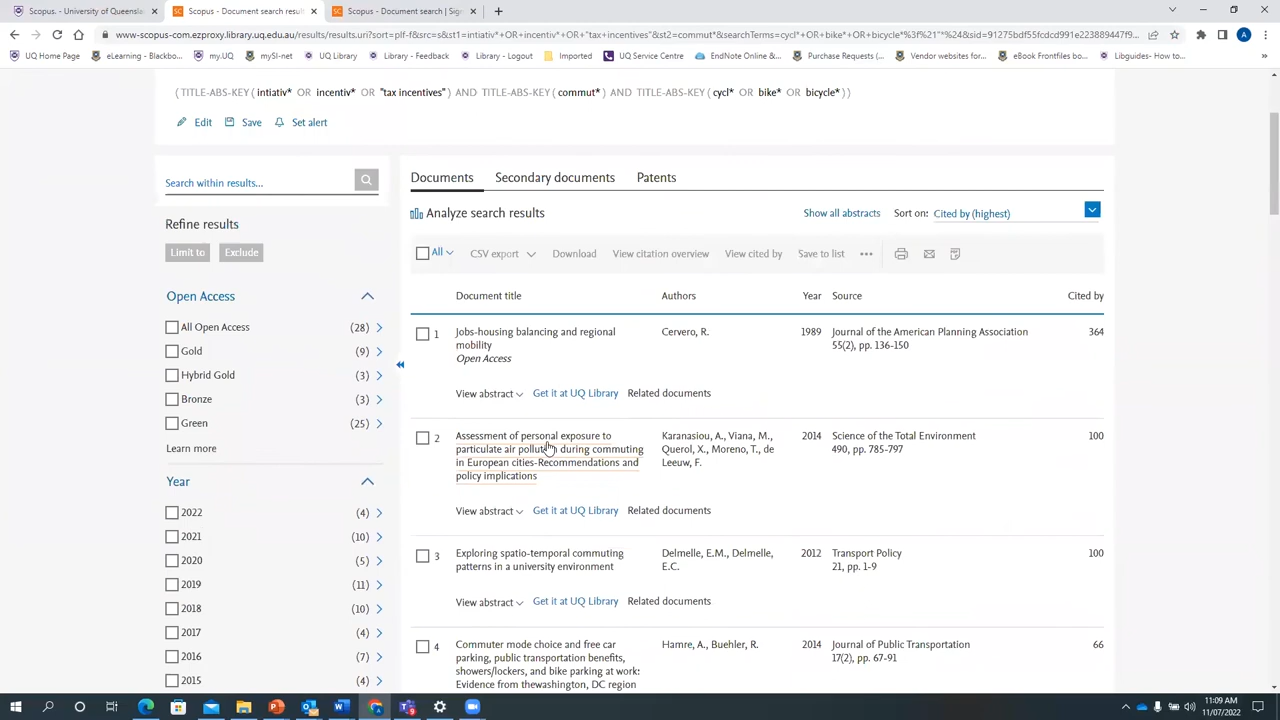 Scopus. - University of Queensland
Scopus - Document search resul
Scopus - Document search | Sig
www-scopus-com.ezproxy.library.uq.edu.au/results/results.uri?sort=plf-f&src=s&st1=intiativ*+OR+incentiv*+OR+"tax+incentives"&st2=commut*&searchTerms=cycl*+OR+bike*+OR+bicycle*%3f!21"*%24&sid=91275bdf55fcdcd991e223889447f9...
UQ Home Page
eLearning - Blackbo...
my.UQ
mySI-net
UQ Library
Library - Feedback
Library - Logout
Imported
UQ Service Centre
EndNote Online &...
Purchase Requests (...
Vendor websites for...
eBook Frontfiles bo...
Libguides- How to...
( TITLE-ABS-KEY ( intiativ* OR incentiv* OR "tax incentives" ) AND TITLE-ABS-KEY ( commut* ) AND TITLE-ABS-KEY ( cycl* OR bike* OR bicycle* ) )
Edit Save Set alert
Search within results...
Refine results
Limit to Exclude
Open Access
All Open Access (28)
Gold (9)
Hybrid Gold (3)
Bronze (3)
Green (25)
Learn more
Year
2022 (4)
2021 (10)
2020 (5)
2019 (11)
2018 (10)
2017 (4)
2016 (7)
2015 (4)
Documents Secondary documents Patents
Analyze search results
Show all abstracts Sort on: Cited by (highest)
All CSV export Download View citation overview View cited by Save to list
Document title Authors Year Source Cited by
1 Jobs-housing balancing and regional Cervero, R. 1989 Journal of the American Planning Association 364
mobility 55(2), pp. 136-150
Open Access
View abstract Get it at UQ Library Related documents
2 Assessment of personal exposure to Karanasiou, A., Viana, M., 2014 Science of the Total Environment 100
particulate air pollution during commuting Querol, X., Moreno, T., de 490, pp. 785-797
in European cities-Recommendations and Leeuw, F.
policy implications
View abstract Get it at UQ Library Related documents
3 Exploring spatio-temporal commuting Delmelle, E.M., Delmelle, 2012 Transport Policy 100
patterns in a university environment E.C. 21, pp. 1-9
View abstract Get it at UQ Library Related documents
4 Commuter mode choice and free car Hamre, A., Buehler, R. 2014 Journal of Public Transportation 66
parking, public transportation benefits, 17(2), pp. 67-91
showers/lockers, and bike parking at work:
Evidence from thewashington, DC region
11:09 AM
11/07/2022